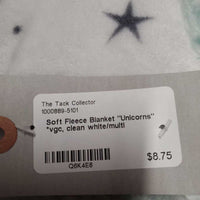 The Tack Collector
1000889-5101
Soft Fleece Blanket "Unicorns"
*vgc, clean white/multi
$8.75
Q6K4E6